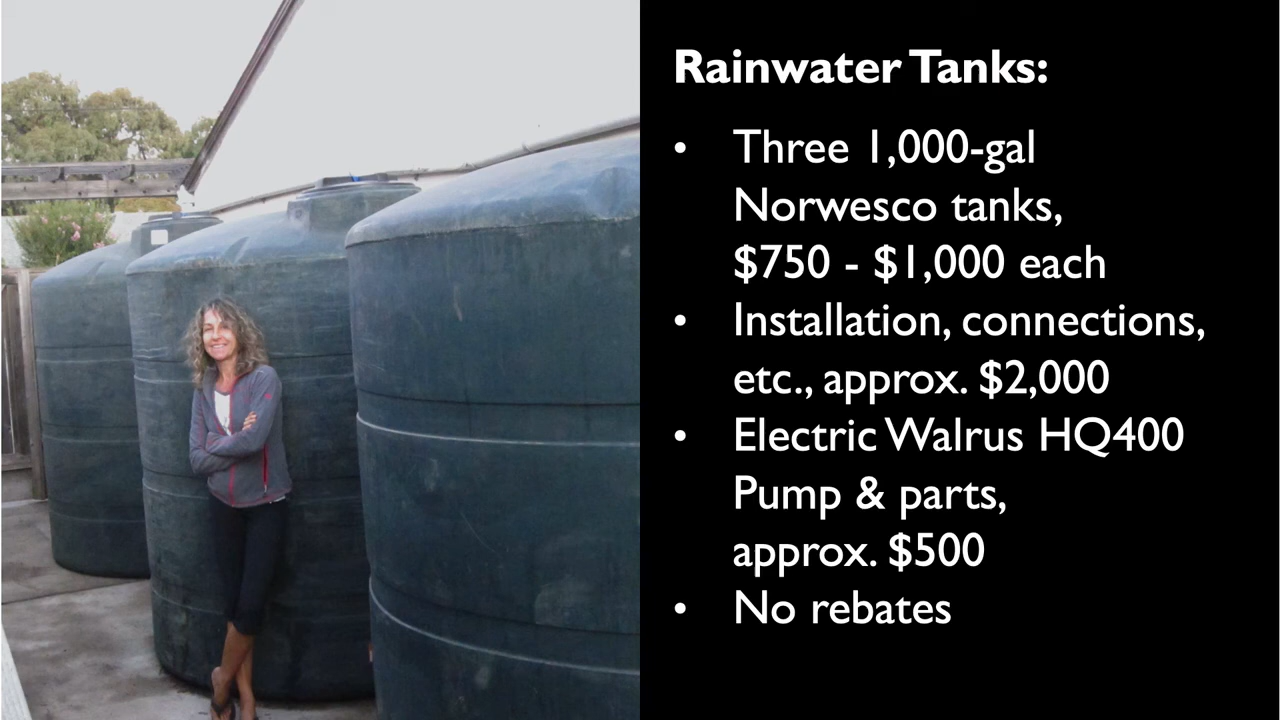 Rainwater Tanks:
• Three 1,000-gal
Norwesco tanks,
$750 - $1,000 each
• Installation, connections,
etc., approx. $2,000
• Electric Walrus HQ400
Pump & parts,
approx. $500
• No rebates